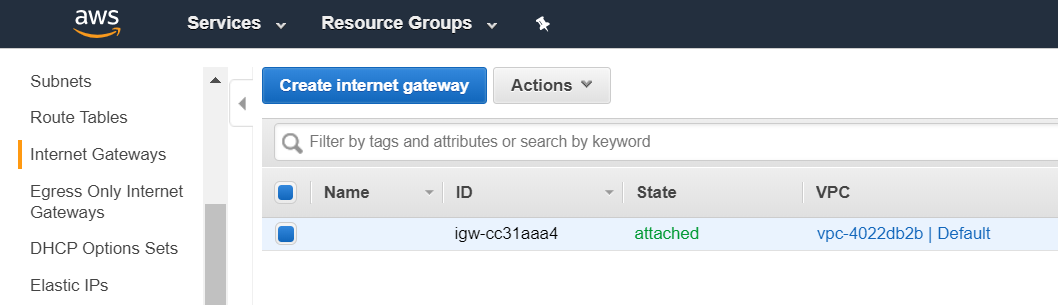 aws
Services
Resource Groups
Subnets
Route Tables
Internet Gateways
Egress Only Internet
Gateways
DHCP Options Sets
Elastic IPs
Create internet gateway
Actions
Filter by tags and attributes or search by keyword
Name
ID
State
VPC
igw-cc31aaa4
attached
vpc-4022db2b | Default